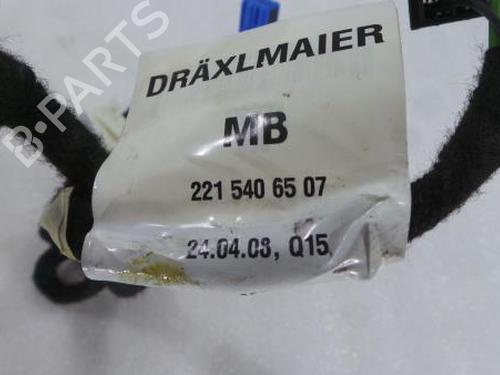 DRÄXLMAIER
MB
221 540 65 07
24.04.08, Q15
B·PARTS